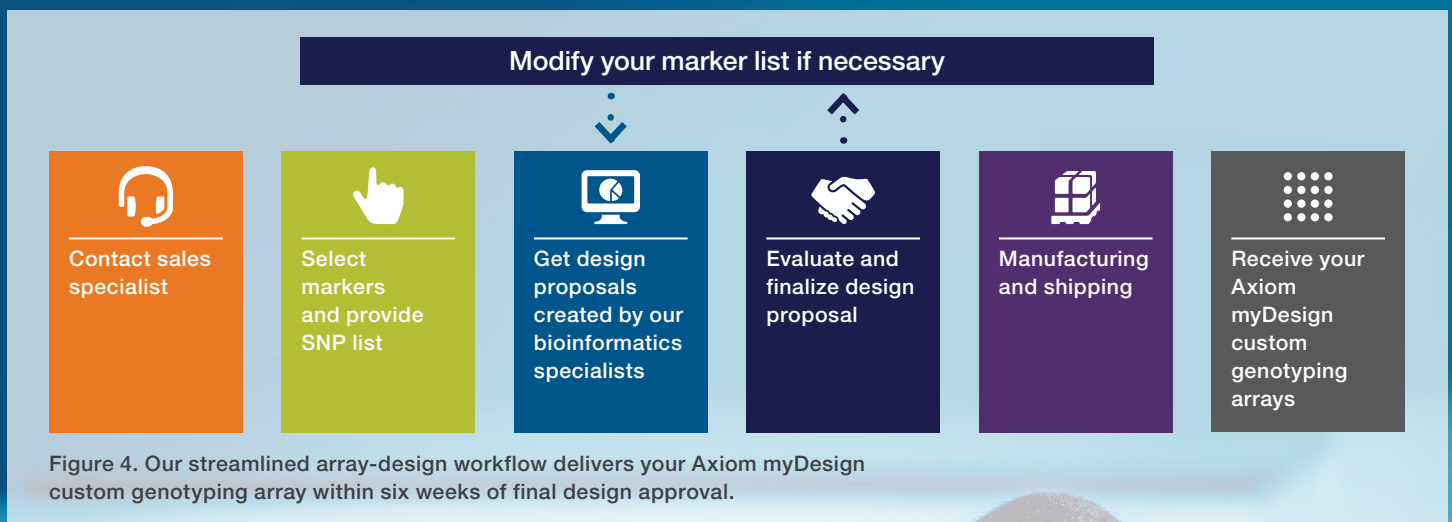 Modify your marker list if necessary
Contact sales
specialist
Select
markers
and provide
SNP list
Get design
proposals
created by our
bioinformatics
specialists
Evaluate and
finalize design
proposal
Manufacturing
and shipping
Receive your
Axiom
myDesign
custom
genotyping
arrays
Figure 4. Our streamlined array-design workflow delivers your Axiom myDesign
custom genotyping array within six weeks of final design approval.